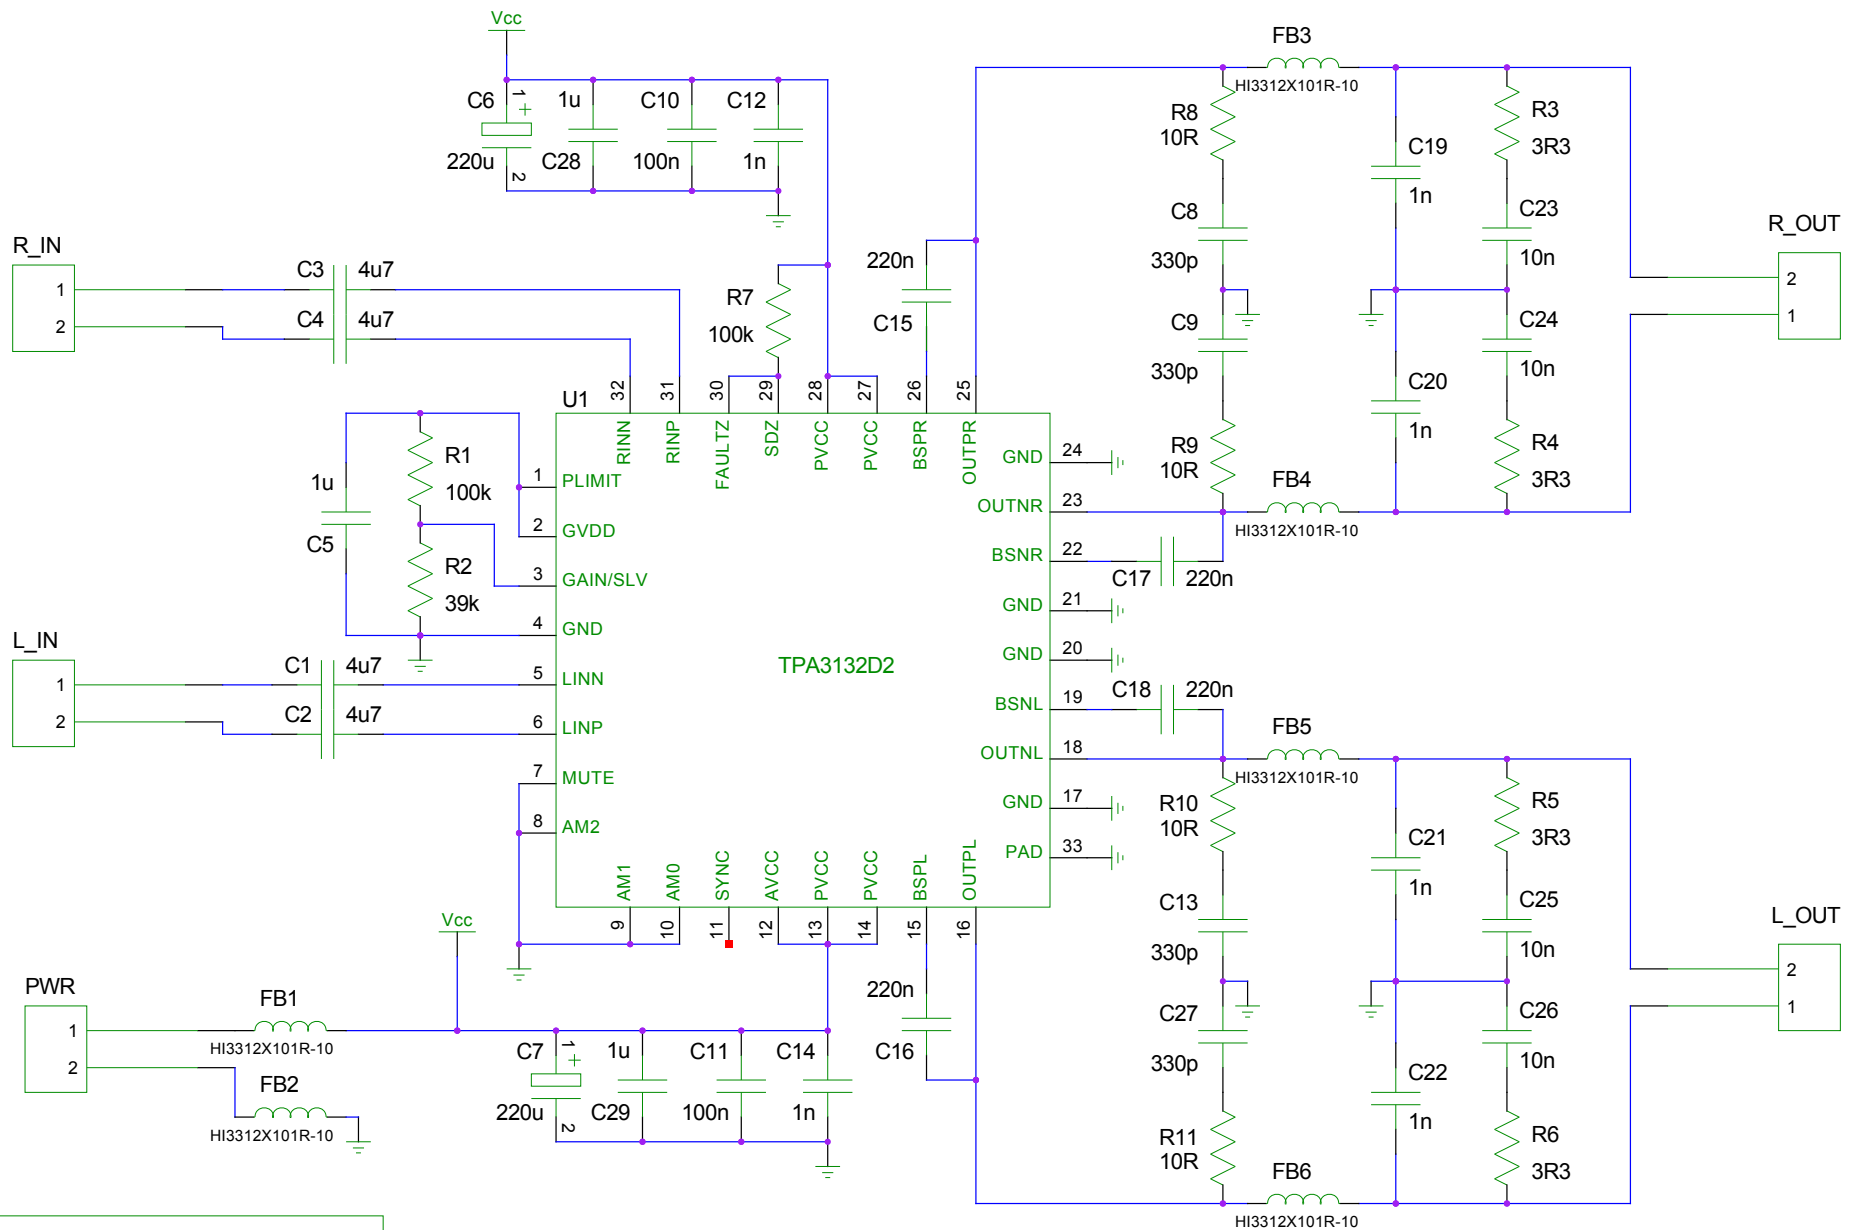 Vcc
C6
1
+
220u
2
1u
C28
C10
100n
C12
1n
FB3
HI3312X101R-10
R8
10R
C19
1n
R3
3R3
C8
330p
C23
10n
R_OUT
2
1
C9
330p
C24
10n
C20
1n
R9
10R
R4
3R3
FB4
HI3312X101R-10
R_IN
1
2
C3
4u7
C4
4u7
R7
100k
220n
C15
U1
32
31
30
29
28
27
26
25
RINN
RINP
FAULTZ
SDZ
PVCC
PVCC
BSPR
OUTPR
R1
100k
1u
C5
R2
39k
1
PLIMIT
2
GVDD
3
GAIN/SLV
4
GND
5
LINN
6
LINP
7
MUTE
8
AM2
TPA3132D2
GND
24
OUTNR
23
BSNR
22
C17
220n
GND
21
GND
20
BSNL
19
C18
220n
OUTNL
18
GND
17
PAD
33
L_IN
1
2
C1
4u7
C2
4u7
AM1
AM0
SYNC
AVCC
PVCC
PVCC
BSPL
OUTPL
9
10
11
12
13
14
15
16
FB5
HI3312X101R-10
R10
10R
C21
1n
R5
3R3
C13
330p
C25
10n
L_OUT
2
1
C27
330p
C26
10n
C22
1n
R11
10R
R6
3R3
FB6
HI3312X101R-10
Vcc
PWR
1
2
FB1
HI3312X101R-10
FB2
HI3312X101R-10
C7
1
+
220u
2
1u
C29
C11
100n
C14
1n
220n
C16